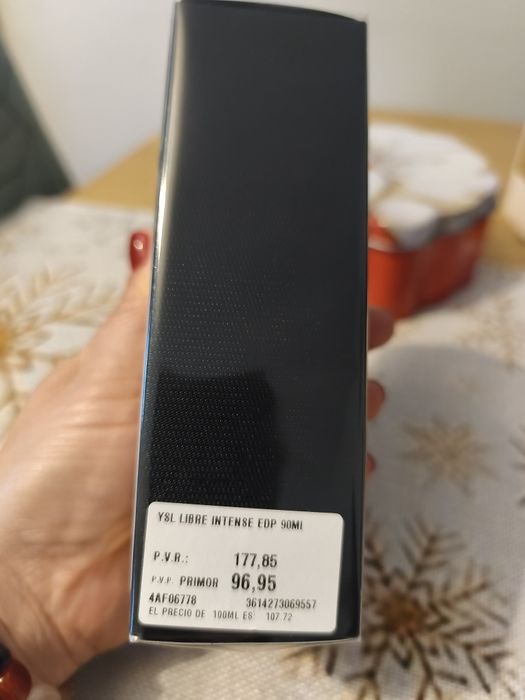 YSL LIBRE INTENSE EDP 90ML
P.V.R.: 177,85
P.V.P. PRIMOR 96,95
4AF06778 3614273069557
EL PRECIO DE 100ML ES: 107.72